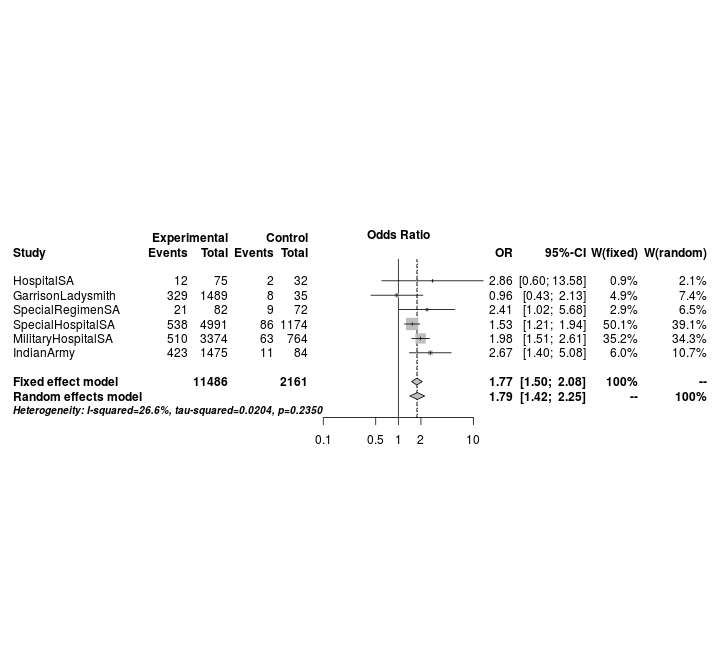 Experimental Control Odds Ratio
Study Events Total Events Total OR 95%-CI W(fixed) W(random)
HospitalSA 12 75 2 32 2.86 [0.60; 13.58] 0.9% 2.1%
GarrisonLadysmith 329 1489 8 35 0.96 [0.43; 2.13] 4.9% 7.4%
SpecialRegimenSA 21 82 9 72 2.41 [1.02; 5.68] 2.9% 6.5%
SpecialHospitalSA 538 4991 86 1174 1.53 [1.21; 1.94] 50.1% 39.1%
MilitaryHospitalSA 510 3374 63 764 1.98 [1.51; 2.61] 35.2% 34.3%
IndianArmy 423 1475 11 84 2.67 [1.40; 5.08] 6.0% 10.7%
Fixed effect model 11486 2161 1.77 [1.50; 2.08] 100% --
Random effects model 1.79 [1.42; 2.25] -- 100%
Heterogeneity: I-squared=26.6%, tau-squared=0.0204, p=0.2350
0.1 0.5 1 2 10